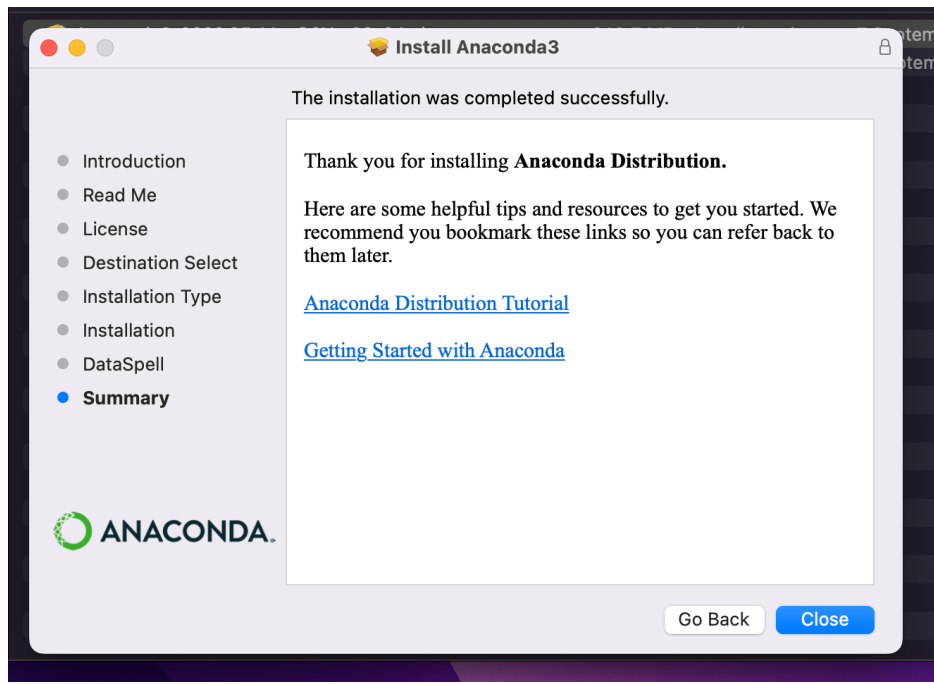 Install Anaconda3
The installation was completed successfully.
Introduction
Read Me
License
Destination Select
Installation Type
Installation
DataSpell
Summary
Thank you for installing Anaconda Distribution.
Here are some helpful tips and resources to get you started. We
recommend you bookmark these links so you can refer back to
them later.
Anaconda Distribution Tutorial
Getting Started with Anaconda
ANACONDA.
Go Back
Close